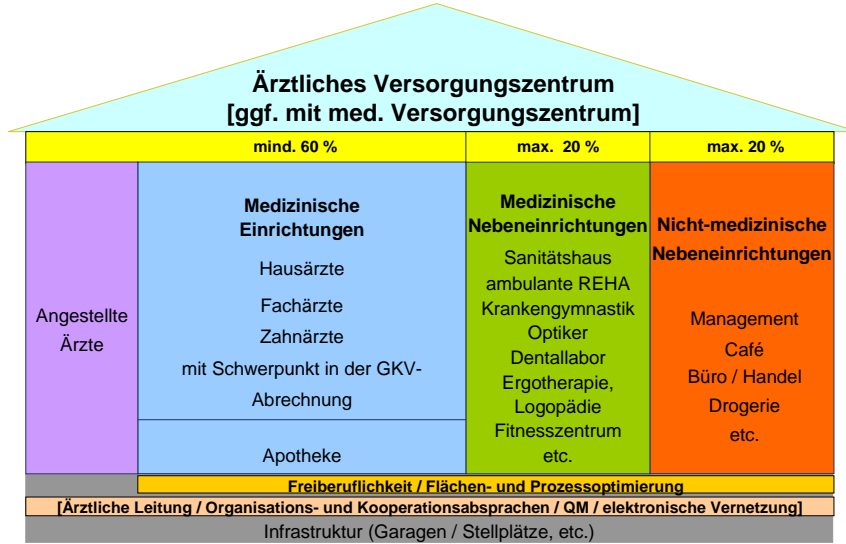 Ärztliches Versorgungszentrum
[ggf. mit med. Versorgungszentrum]
mind. 60 %
max. 20 %
max. 20 %
Angestellte
Ärzte
Medizinische
Einrichtungen
Hausärzte
Fachärzte
Zahnärzte
mit Schwerpunkt in der GKV-
Abrechnung
Apotheke
Medizinische
Nebeneinrichtungen
Sanitätshaus
ambulante REHA
Krankengymnastik
Optiker
Dentallabor
Ergotherapie,
Logopädie
Fitnesszentrum
etc.
Nicht-medizinische
Nebeneinrichtungen
Management
Café
Büro / Handel
Drogerie
etc.
Freiberuflichkeit / Flächen- und Prozessoptimierung
[Ärztliche Leitung / Organisations- und Kooperationsabsprachen / QM / elektronische Vernetzung]
Infrastruktur (Garagen / Stellplätze, etc.)